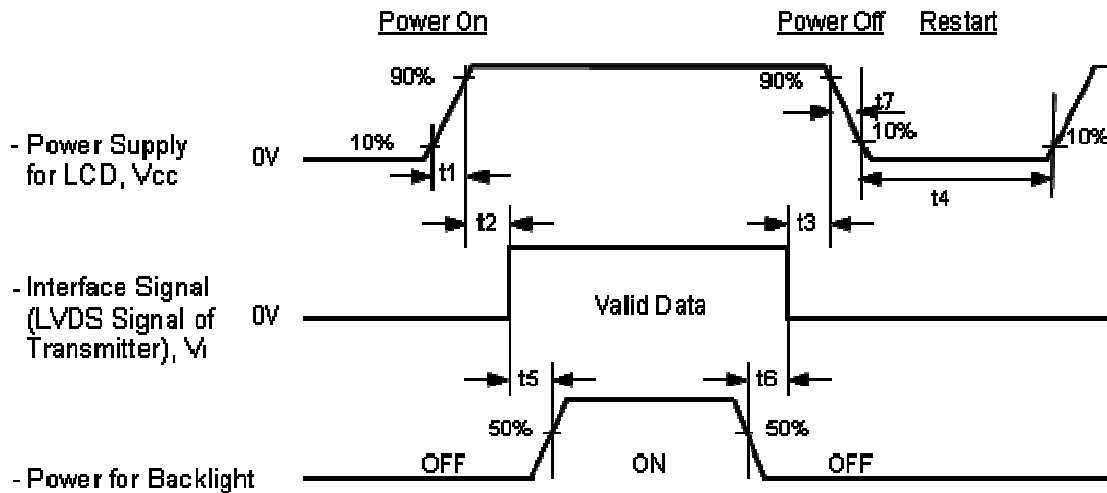 Power On
Power Off
Restart
90%
90%
t7
10%
10%
10%
- Power Supply
for LCD, Vcc
0V
t1
t4
t2
t3
- Interface Signal
(LVDS Signal of
Transmitter), Vi
0V
Valid Data
t5
t6
50%
50%
- Power for Backlight
OFF
ON
OFF